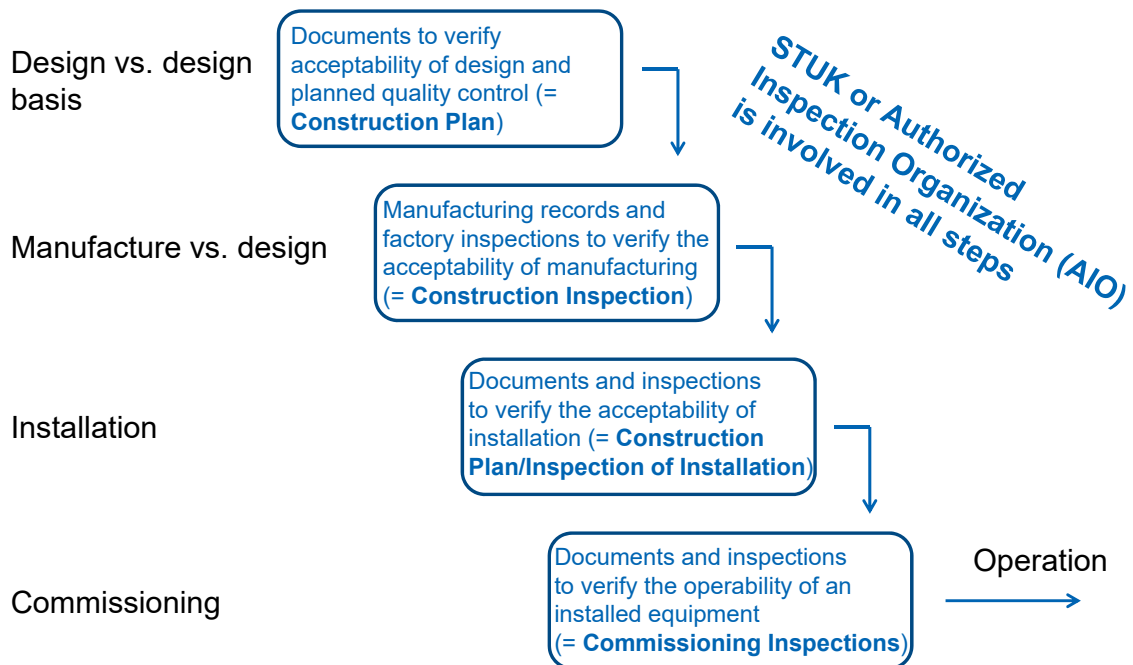 Design vs. design
basis
Documents to verify
acceptability of design and
planned quality control (=
Construction Plan)
STUK or Authorized
Inspection Organization (AIO)
is involved in all steps
Manufacture vs. design
Manufacturing records and
factory inspections to verify the
acceptability of manufacturing
(= Construction Inspection)
Installation
Documents and inspections
to verify the acceptability of
installation (= Construction
Plan/Inspection of Installation)
Commissioning
Documents and inspections
to verify the operability of an
installed equipment
(= Commissioning Inspections)
Operation